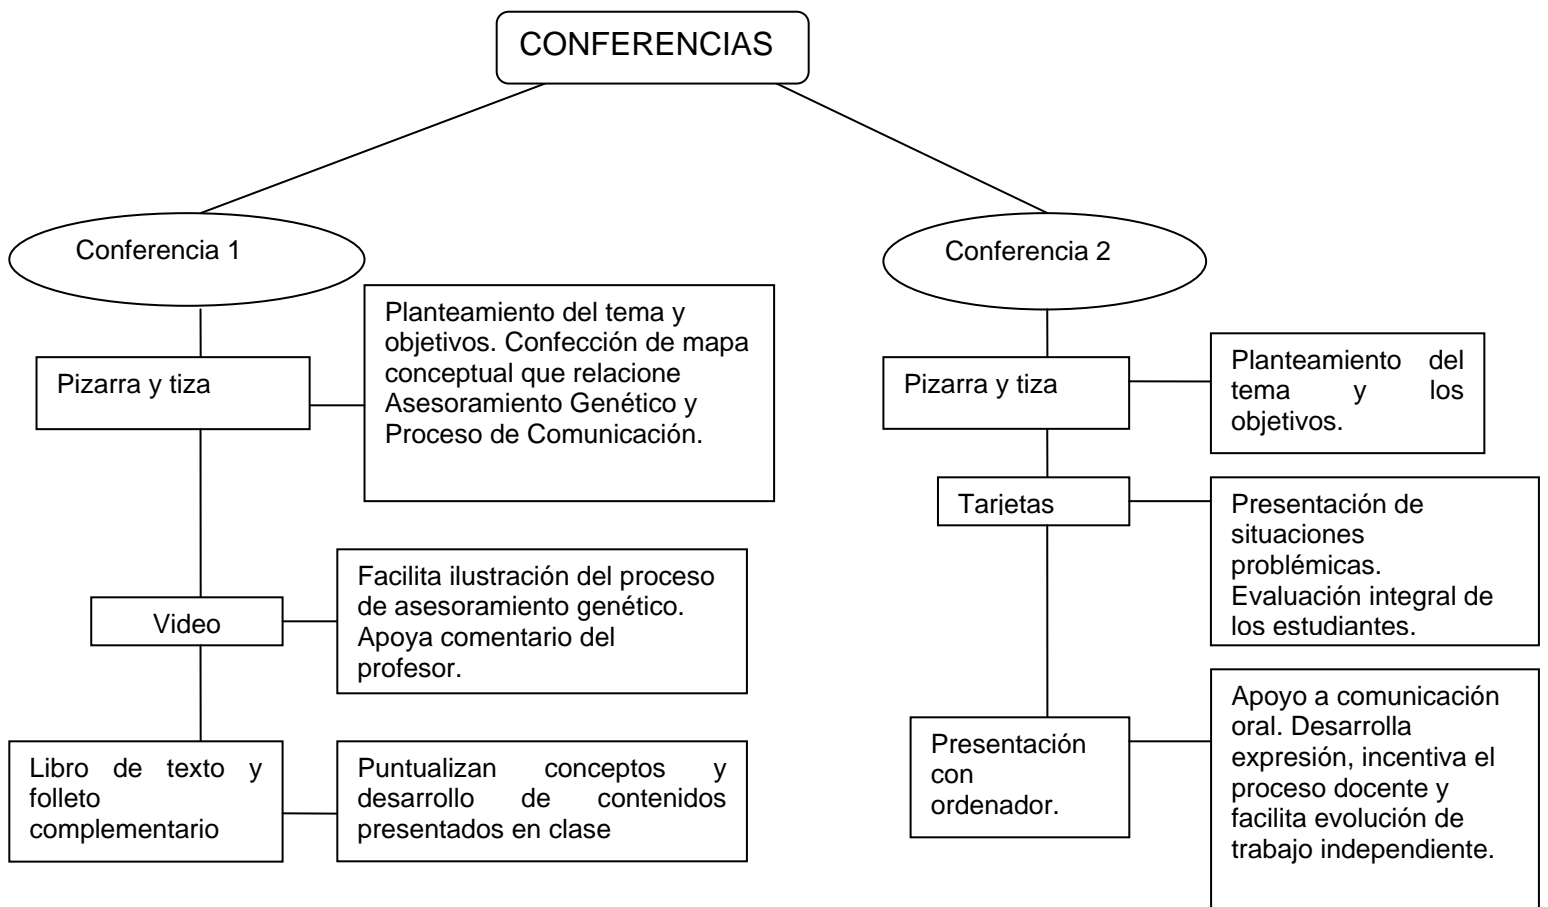 CONFERENCIAS
Conferencia 1
Pizarra y tiza
Planteamiento del tema y
objetivos. Confección de mapa
conceptual que relacione
Asesoramiento Genético y
Proceso de Comunicación.
Video
Facilita ilustración del proceso
de asesoramiento genético.
Apoya comentario del
profesor.
Libro de texto y
folleto
complementario
Puntualizan conceptos y
desarrollo de contenidos
presentados en clase
Conferencia 2
Pizarra y tiza
Planteamiento del
tema y los
objetivos.
Tarjetas
Presentación de
situaciones
problémicas.
Evaluación integral de
los estudiantes.
Presentación
con
ordenador.
Apoyo a comunicación
oral. Desarrolla
expresión, incentiva el
proceso docente y
facilita evolución de
trabajo independiente.